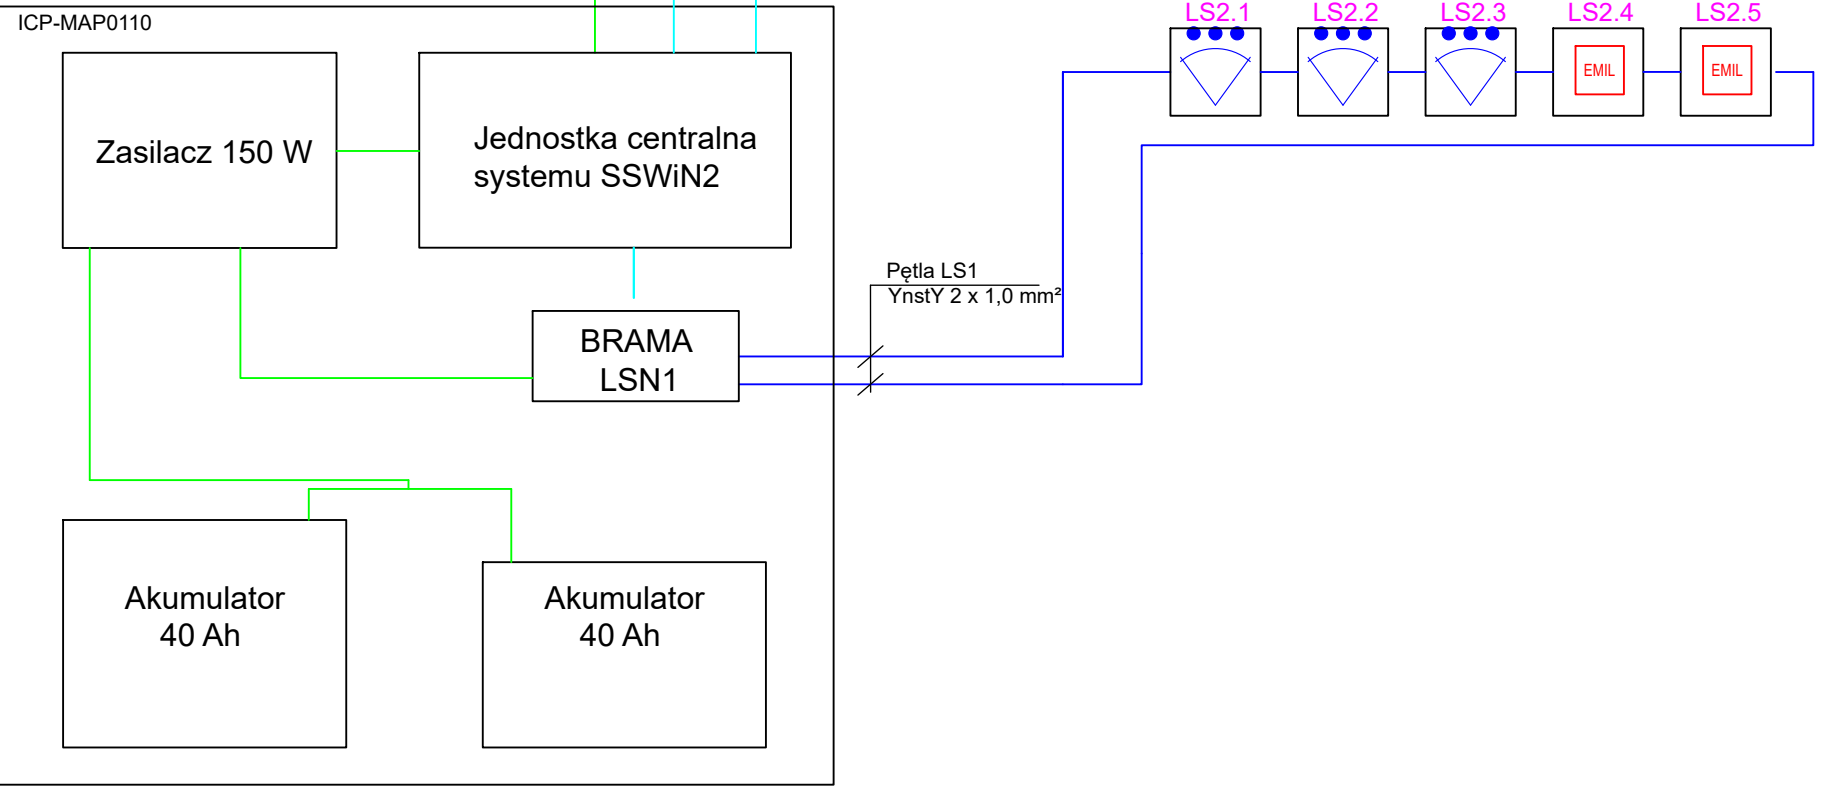 ICP-MAP0110
LS2.1
LS2.2
LS2.3
LS2.4
LS2.5
EMIL
EMIL
Zasilacz 150 W
Jednostka centralna
systemu SSWiN2
Pętla LS1
YnstY 2 x 1,0 mm²
BRAMA
LSN1
Akumulator
40 Ah
Akumulator
40 Ah